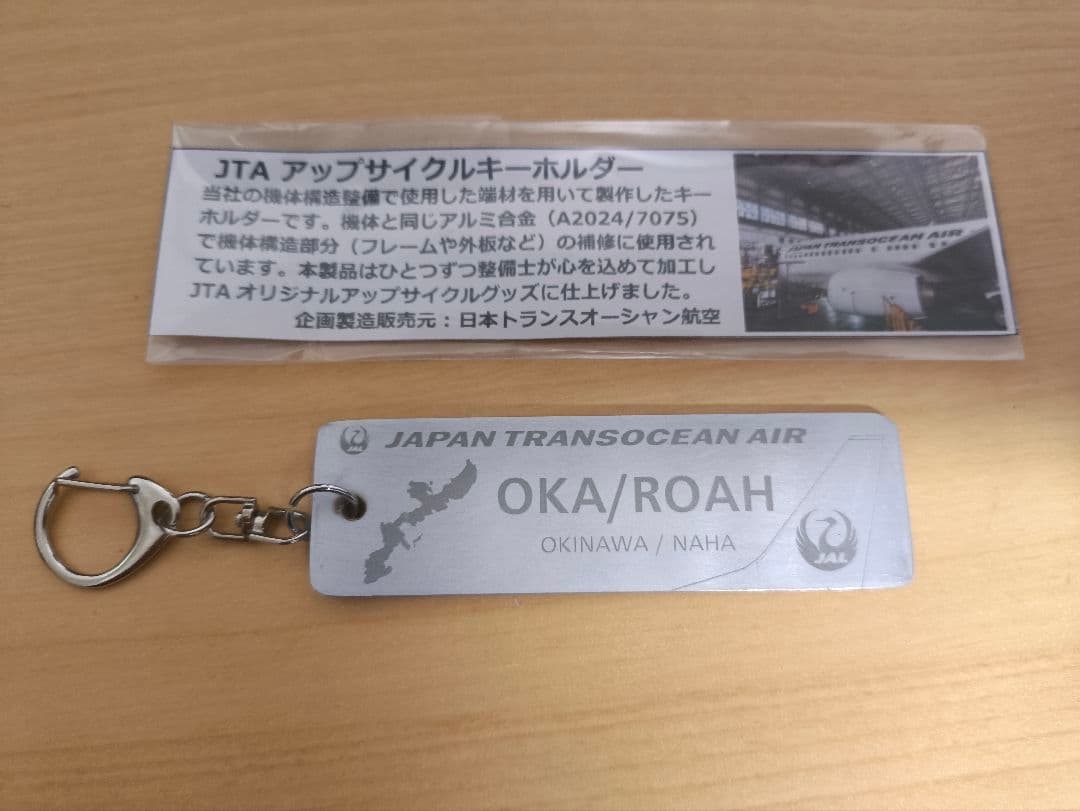 JTA アップサイクルキーホルダー
当社の機体構造整備で使用した端材を用いて製作したキー
ホルダーです。機体と同じアルミ合金（A2024/7075）
で機体構造部分（フレームや外板など）の補修に使用され
ています。本製品はひとつずつ整備士が心を込めて加工し
JTA オリジナルアップサイクルグッズに仕上げました。
企画製造販売元：日本トランスオーシャン航空
JAPAN TRANSOCEAN AIR
JAL JAPAN TRANSOCEAN AIR
OKA/ROAH
OKINAWA / NAHA
JAL